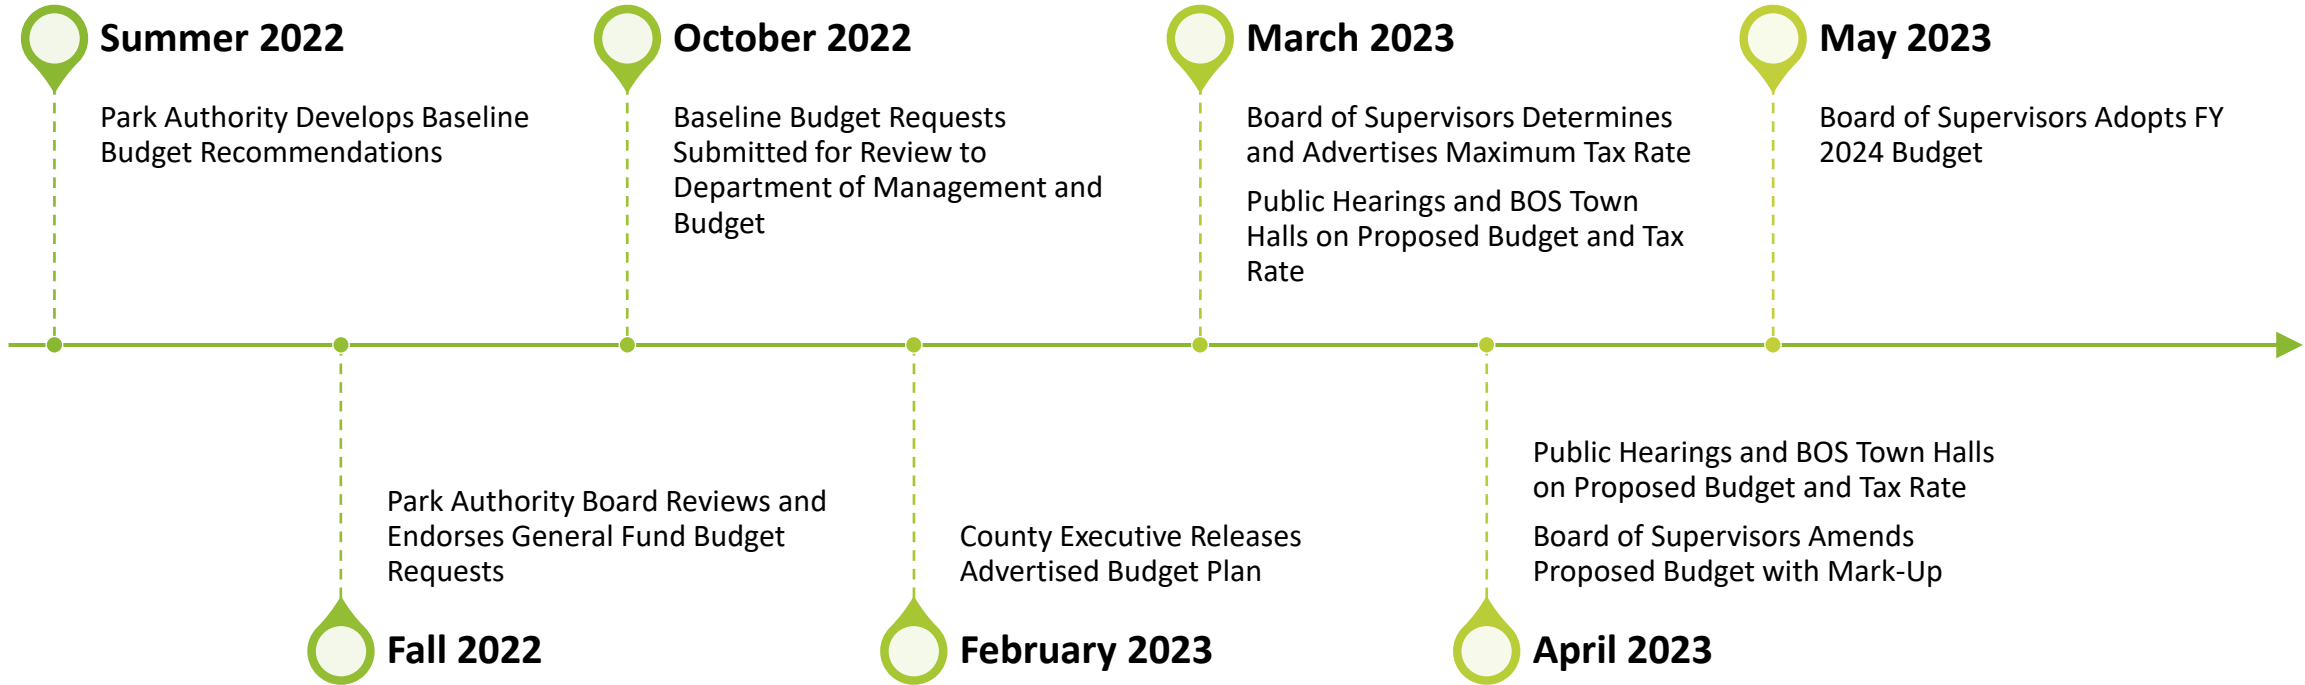 Summer 2022
Park Authority Develops Baseline
Budget Recommendations
Park Authority Board Reviews and
Endorses General Fund Budget
Requests
Fall 2022
October 2022
Baseline Budget Requests
Submitted for Review to
Department of Management and
Budget
County Executive Releases
Advertised Budget Plan
February 2023
March 2023
Board of Supervisors Determines
and Advertises Maximum Tax Rate
Public Hearings and BOS Town
Halls on Proposed Budget and Tax
Rate
Public Hearings and BOS Town Halls
on Proposed Budget and Tax Rate
Board of Supervisors Amends
Proposed Budget with Mark-Up
April 2023
May 2023
Board of Supervisors Adopts FY
2024 Budget